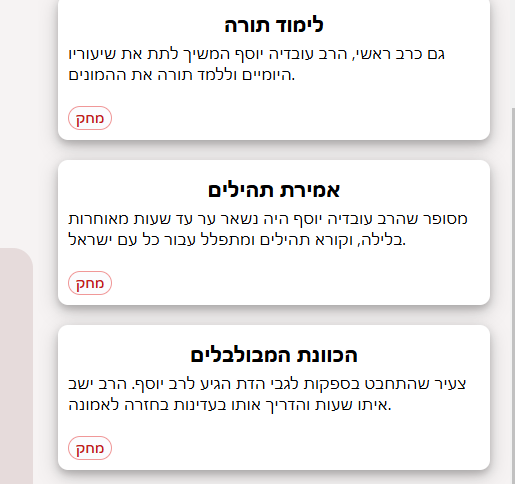 לימוד תורה
גם כרב ראשי, הרב עובדיה יוסף המשיך לתת את שיעוריו
היומיים וללמד תורה את ההמונים.
מחק
אמירת תהילים
מסופר שהרב עובדיה יוסף היה נשאר ער עד שעות מאוחרות
בלילה, וקורא תהילים ומתפלל עבור כל עם ישראל.
מחק
הכוונת המבולבלים
צעיר שהתחבט בספקות לגבי הדת הגיע לרב יוסף. הרב ישב
איתו שעות והדריך אותו בעדינות בחזרה לאמונה.
מחק